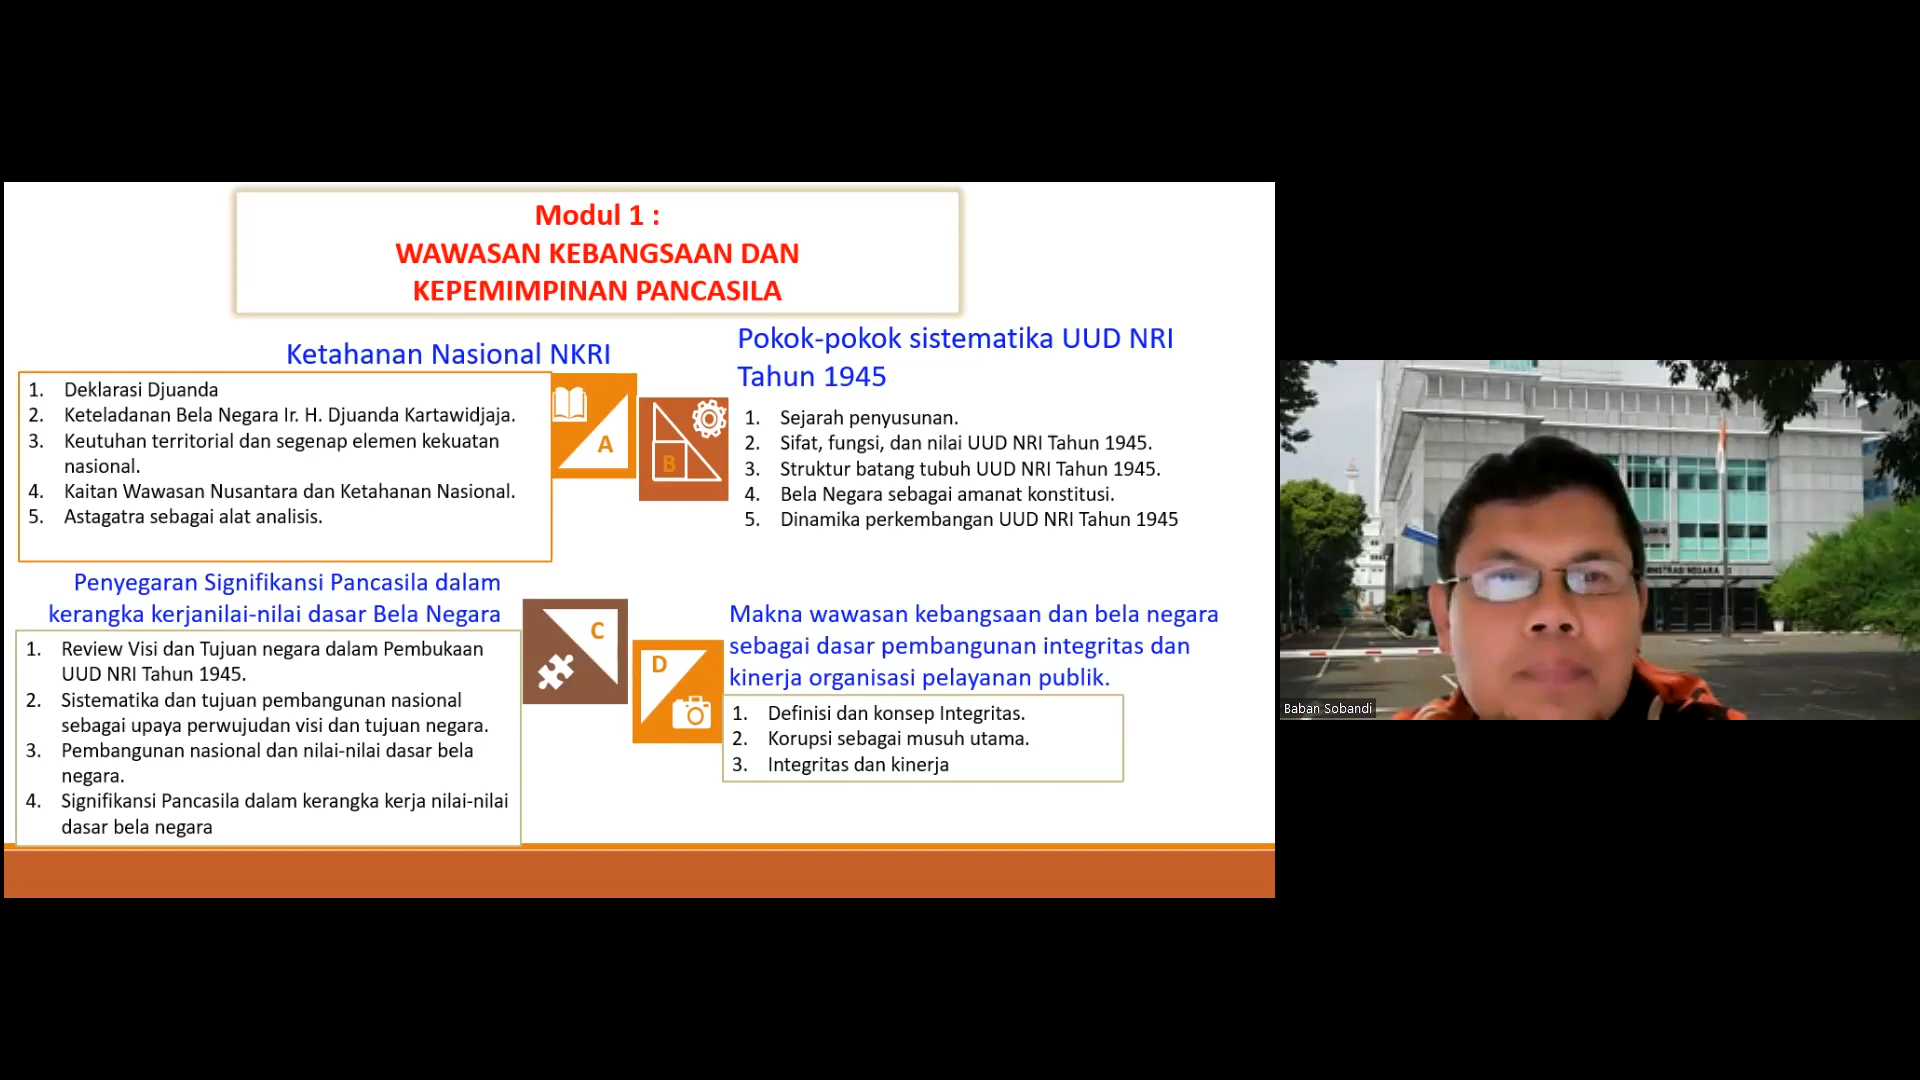 Modul 1 :
WAWASAN KEBANGSAAN DAN
KEPEMIMPINAN PANCASILA
Ketahanan Nasional NKRI
1. Deklarasi Djuanda
2. Keteladanan Bela Negara Ir. H. Djuanda Kartawidjaja.
3. Keutuhan territorial dan segenap elemen kekuatan
nasional.
4. Kaitan Wawasan Nusantara dan Ketahanan Nasional.
5. Astagatra sebagai alat analisis.
A
B
Pokok-pokok sistematika UUD NRI
Tahun 1945
1. Sejarah penyusunan.
2. Sifat, fungsi, dan nilai UUD NRI Tahun 1945.
3. Struktur batang tubuh UUD NRI Tahun 1945.
4. Bela Negara sebagai amanat konstitusi.
5. Dinamika perkembangan UUD NRI Tahun 1945
Penyegaran Signifikansi Pancasila dalam
kerangka kerjanilai-nilai dasar Bela Negara
1. Review Visi dan Tujuan negara dalam Pembukaan
UUD NRI Tahun 1945.
2. Sistematika dan tujuan pembangunan nasional
sebagai upaya perwujudan visi dan tujuan negara.
3. Pembangunan nasional dan nilai-nilai dasar bela
negara.
4. Signifikansi Pancasila dalam kerangka kerja nilai-nilai
dasar bela negara
C
D
Makna wawasan kebangsaan dan bela negara
sebagai dasar pembangunan integritas dan
kinerja organisasi pelayanan publik.
1. Definisi dan konsep Integritas.
2. Korupsi sebagai musuh utama.
3. Integritas dan kinerja
NEGARA
Baban Sobandi